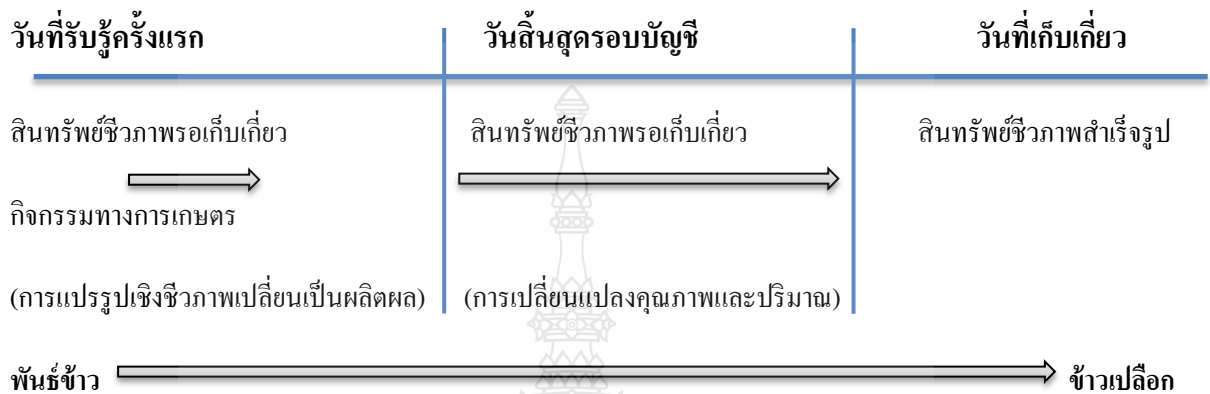 วันที่รับรู้ครั้งแรก วันสิ้นสุดรอบบัญชี วันที่เก็บเกี่ยว
สินทรัพย์ชีวภาพรอเก็บเกี่ยว สินทรัพย์ชีวภาพรอเก็บเกี่ยว สินทรัพย์ชีวภาพสำเร็จรูป
กิจกรรมทางการเกษตร
(การแปรรูปเชิงชีวภาพเปลี่ยนเป็นผลิตผล) (การเปลี่ยนแปลงคุณภาพและปริมาณ)
พันธ์ข้าว ข้าวเปลือก